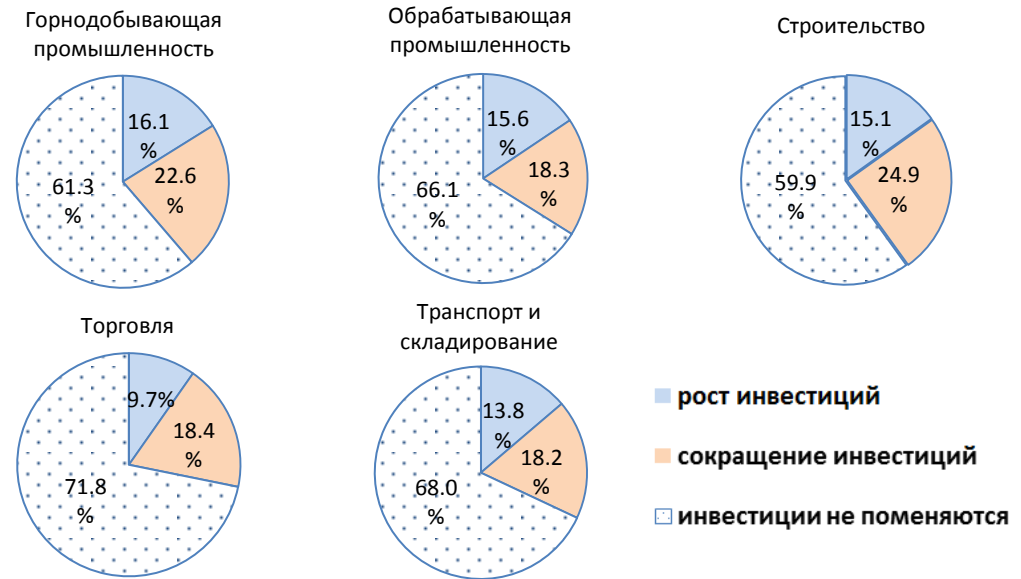 Горнодобывающая
промышленность
16.1
%
22.6
%
61.3
%
Обрабатывающая
промышленность
15.6
%
18.3
%
66.1
%
Строительство
15.1
%
24.9
%
59.9
%
Торговля
9.7%
18.4
%
71.8
%
Транспорт и
складирование
13.8
%
18.2
%
68.0
%
рост инвестиций
сокращение инвестиций
инвестиции не поменяются